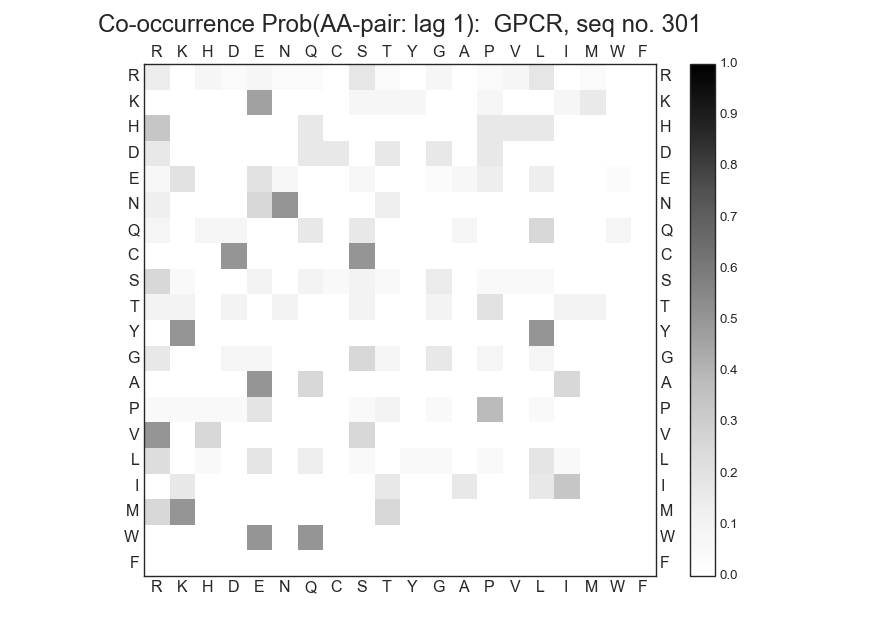 Co-occurrence Prob(AA-pair: lag 1):  GPCR, seq no. 301
R K H D E N Q C S T Y G A P V L I M W F
1.0
R R
K K
0.9
H H
0.8
D D
E E
0.7
N N
Q Q
0.6
C C
S S
T T
0.5
Y Y
G G
0.4
A A
P P
0.3
V V
L L
0.2
I I
M M
0.1
W W
F F
0.0
R K H D E N Q C S T Y G A P V L I M W F